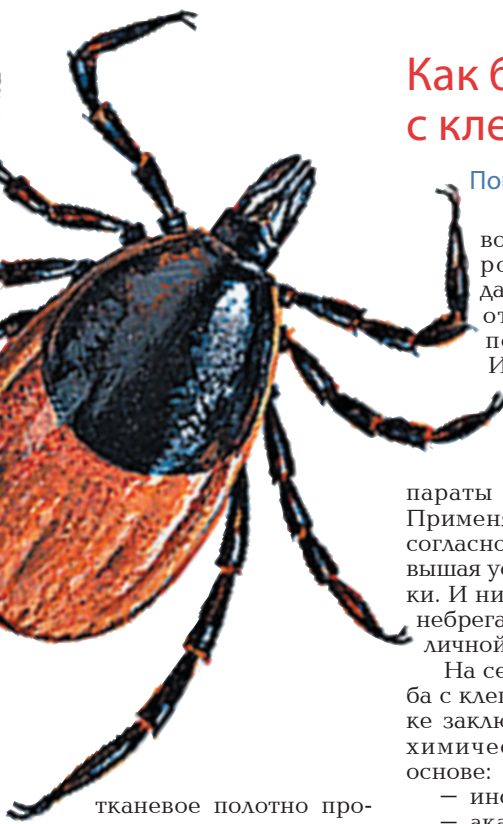 Как б
с кле
По
во
ро
да
от
по
И
параты
Применя
согласно
вышая ус
ки. И ни
небрега
личной
На се
ба с клещ
ке заклю
химичес
основе:
— инс
— ака
тканевое полотно про-